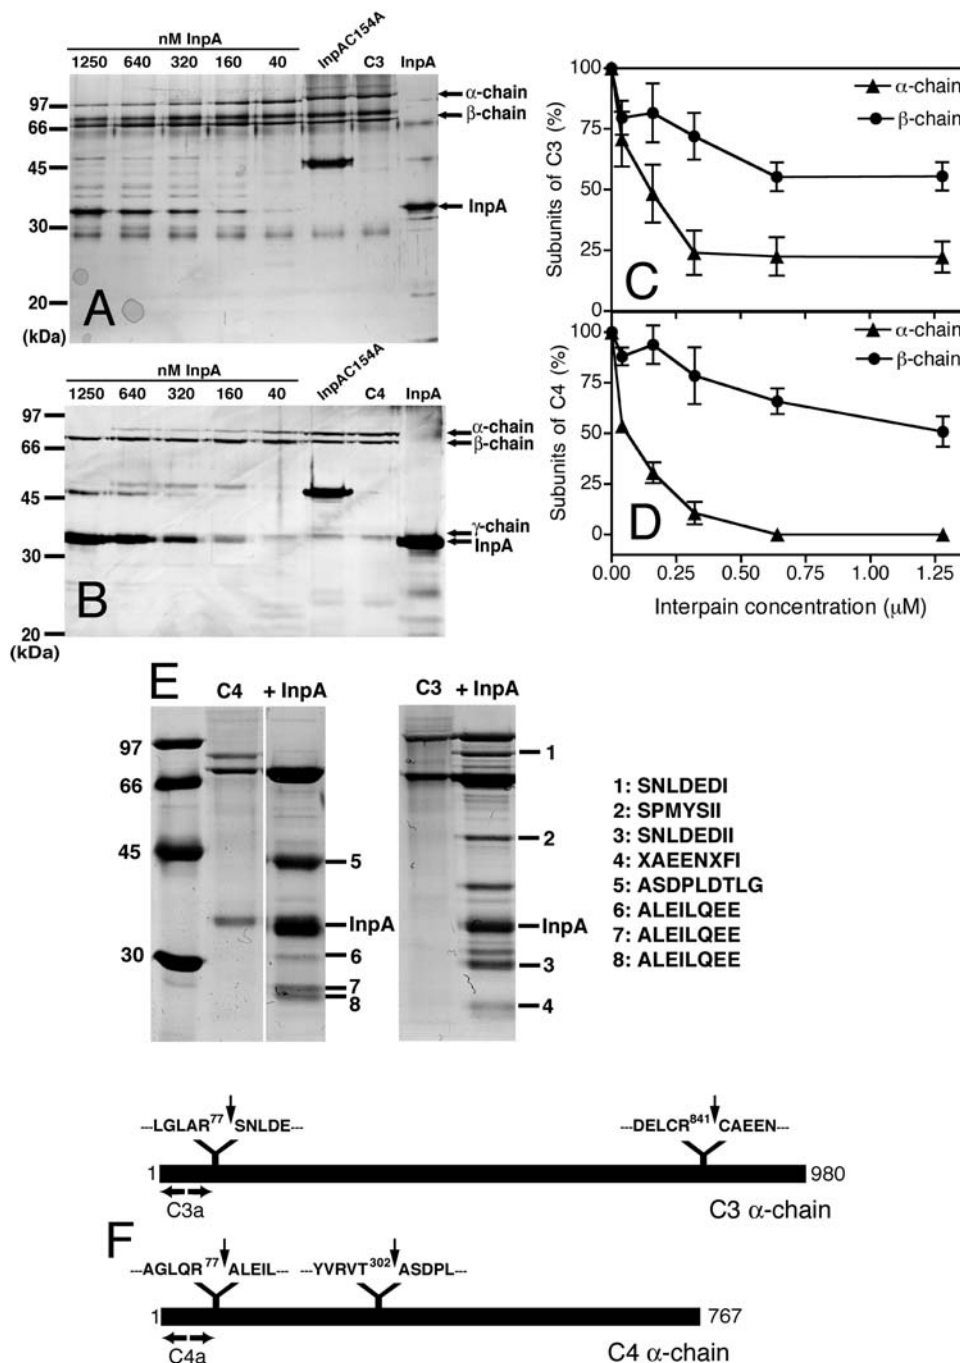 nM InpA
1250 640 320 160 40 InpAC154A C3 InpA
97
66
45
30
20
(kDa)
α-chain
β-chain
InpA
A
nM InpA
1250 640 320 160 40 InpAC154A C4 InpA
97
66
45
30
20
(kDa)
α-chain
β-chain
γ-chain
InpA
B
Subunits of C3 (%)
100
75
50
25
0
α-chain
β-chain
C
Subunits of C4 (%)
100
75
50
25
0
α-chain
β-chain
D
0.00 0.25 0.50 0.75 1.00 1.25
Interpain concentration (μM)
E
C4 + InpA
97
66
45
30
5
InpA
6
7
8
C3 + InpA
1
2
InpA
3
4
1: SNLDEDI
2: SPMYSII
3: SNLDEDII
4: XAEENXFI
5: ASDPLDTLG
6: ALEILQEE
7: ALEILQEE
8: ALEILQEE
---LGLAR77 SNLDE--- ---DELCR841 CAEEN---
1 980
C3a
C3 α-chain
F
---AGLQR77 ALEIL--- ---YVRVT302 ASDPL---
1 767
C4a
C4 α-chain